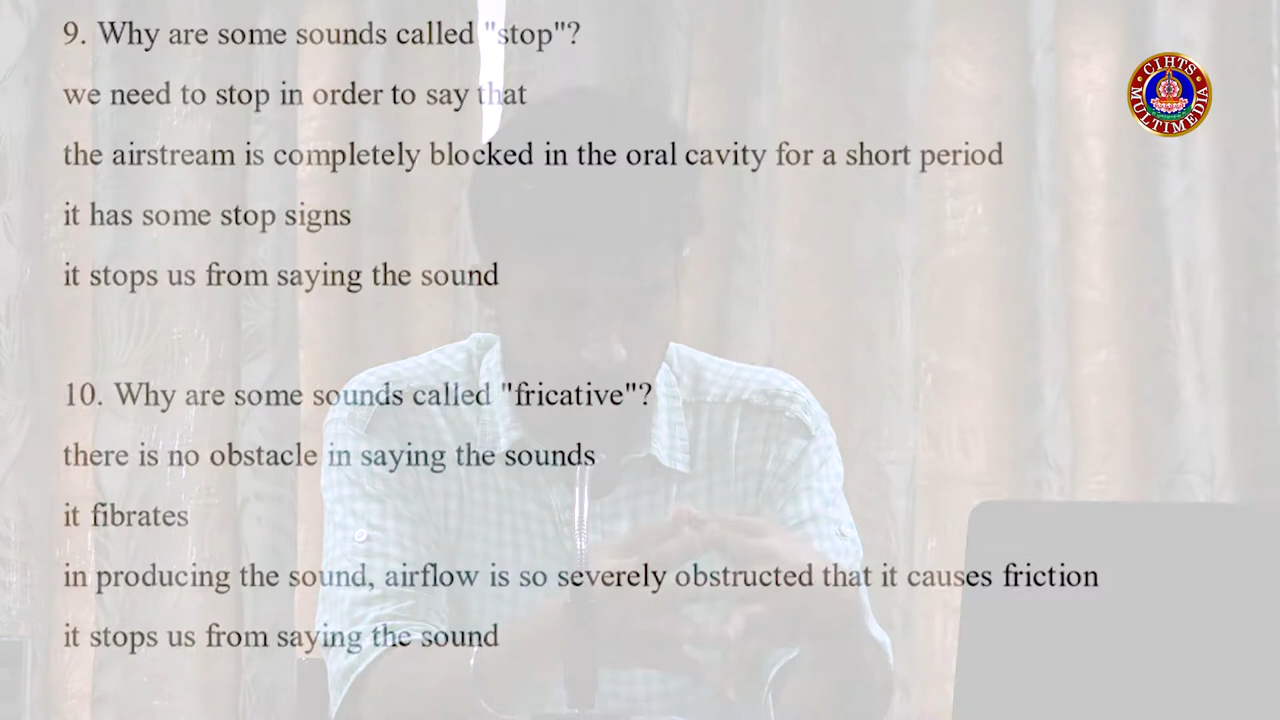 9. Why are some sounds called "stop"?
we need to stop in order to say that
the airstream is completely blocked in the oral cavity for a short period
it has some stop signs
it stops us from saying the sound
10. Why are some sounds called "fricative"?
there is no obstacle in saying the sounds
it fibrates
in producing the sound, airflow is so severely obstructed that it causes friction
it stops us from saying the sound
CIHTS
MULTIMEDIA